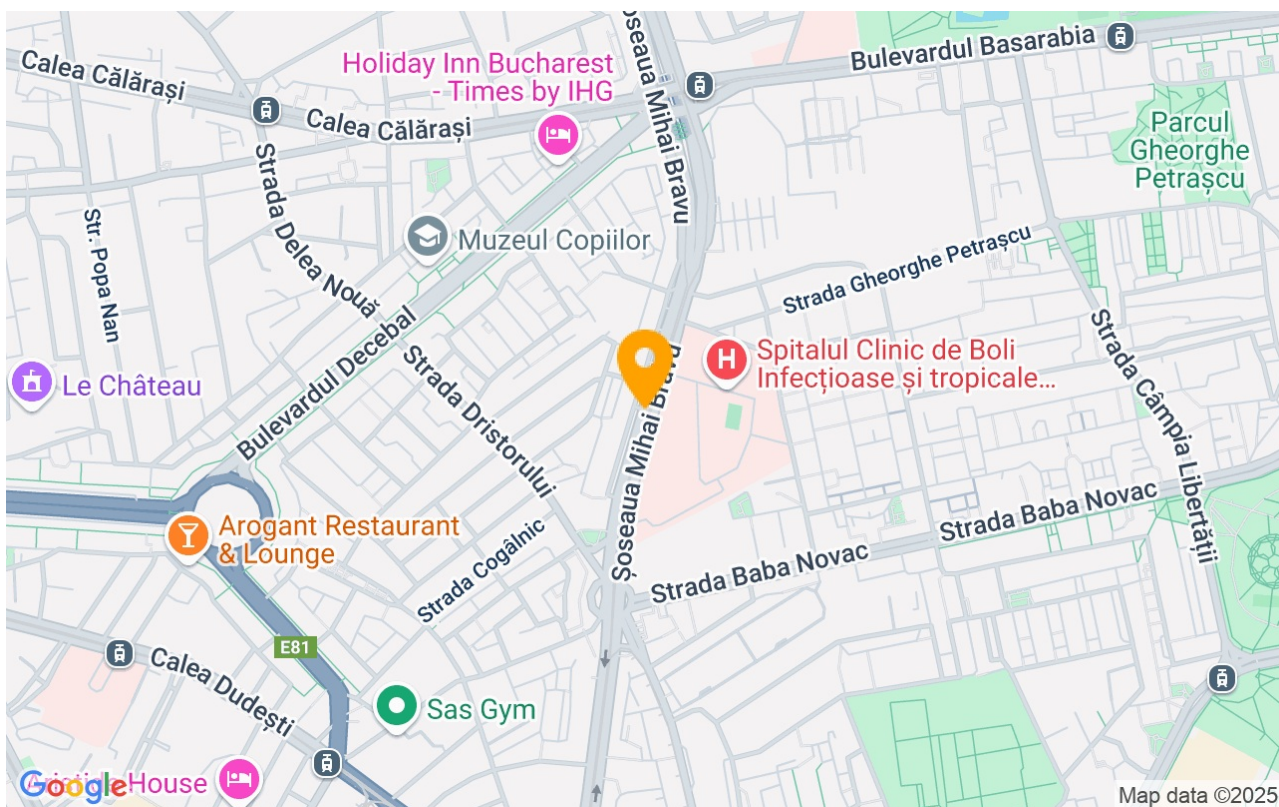 Șoseaua Mihai Bravu
Bulevardul Basarabia
Calea Călărași
Holiday Inn Bucharest
- Times by IHG
Calea Călărași
Parcul
Gheorghe
Petrașcu
Strada Delea Nouă
Str. Popa Nan
Muzeul Copiilor
Strada Gheorghe Petrașcu
Bulevardul Decebal
Strada Dristorului
Le Château
H
Spitalul Clinic de Boli
Infecțioase și tropicale...
Șoseaua Mihai Bravu
Strada Câmpia Libertății
Strada Baba Novac
Arogant Restaurant
& Lounge
Strada Cogâlnic
Strada Baba Novac
E81
Calea Dudești
Sas Gym
House
Google
Map data ©2025